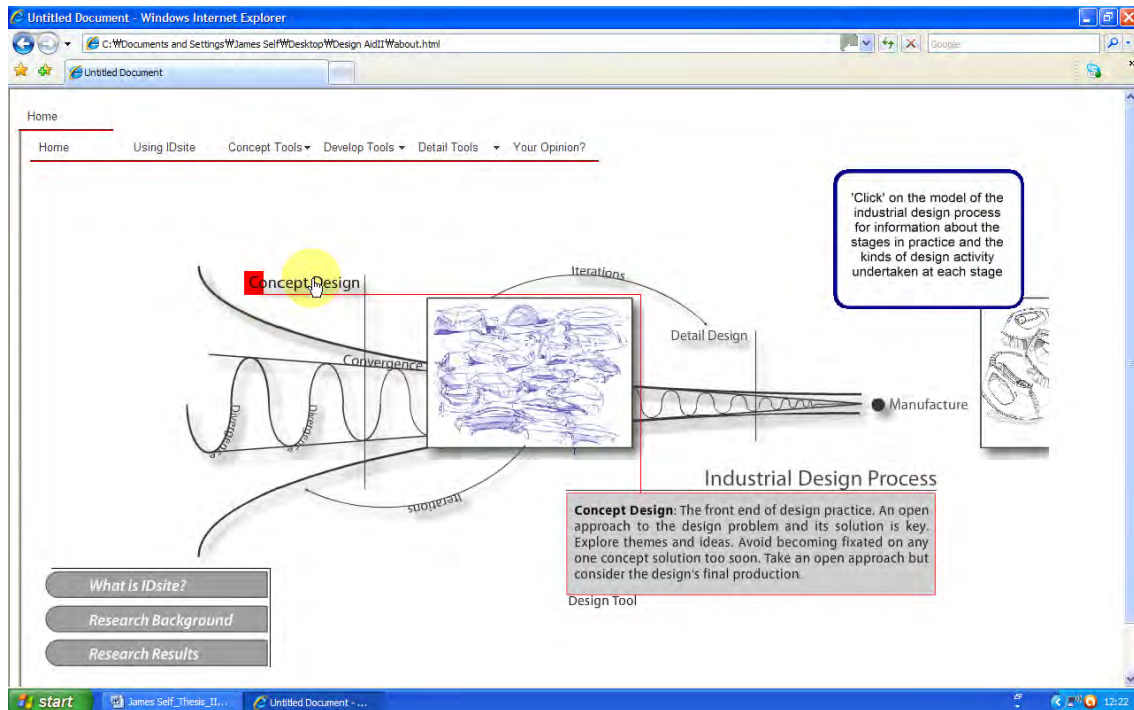 Untitled Document - Windows Internet Explorer
C:₩Documents and Settings₩James Self₩Desktop₩Design AidII₩about.html
Google
Untitled Document
Home
Home Using IDsite Concept Tools Develop Tools Detail Tools Your Opinion?
'Click' on the model of the
industrial design process
for information about the
stages in practice and the
kinds of design activity
undertaken at each stage
Concept Design
Iterations
Detail Design
Convergence
Divergence
Divergence
Manufacture
Iterations
Industrial Design Process
Concept Design: The front end of design practice. An open
approach to the design problem and its solution is key.
Explore themes and ideas. Avoid becoming fixated on any
one concept solution too soon. Take an open approach but
consider the design's final production.
Design Tool
What is IDsite?
Research Background
Research Results
start James Self_Thesis_II... Untitled Document - ... 12:22